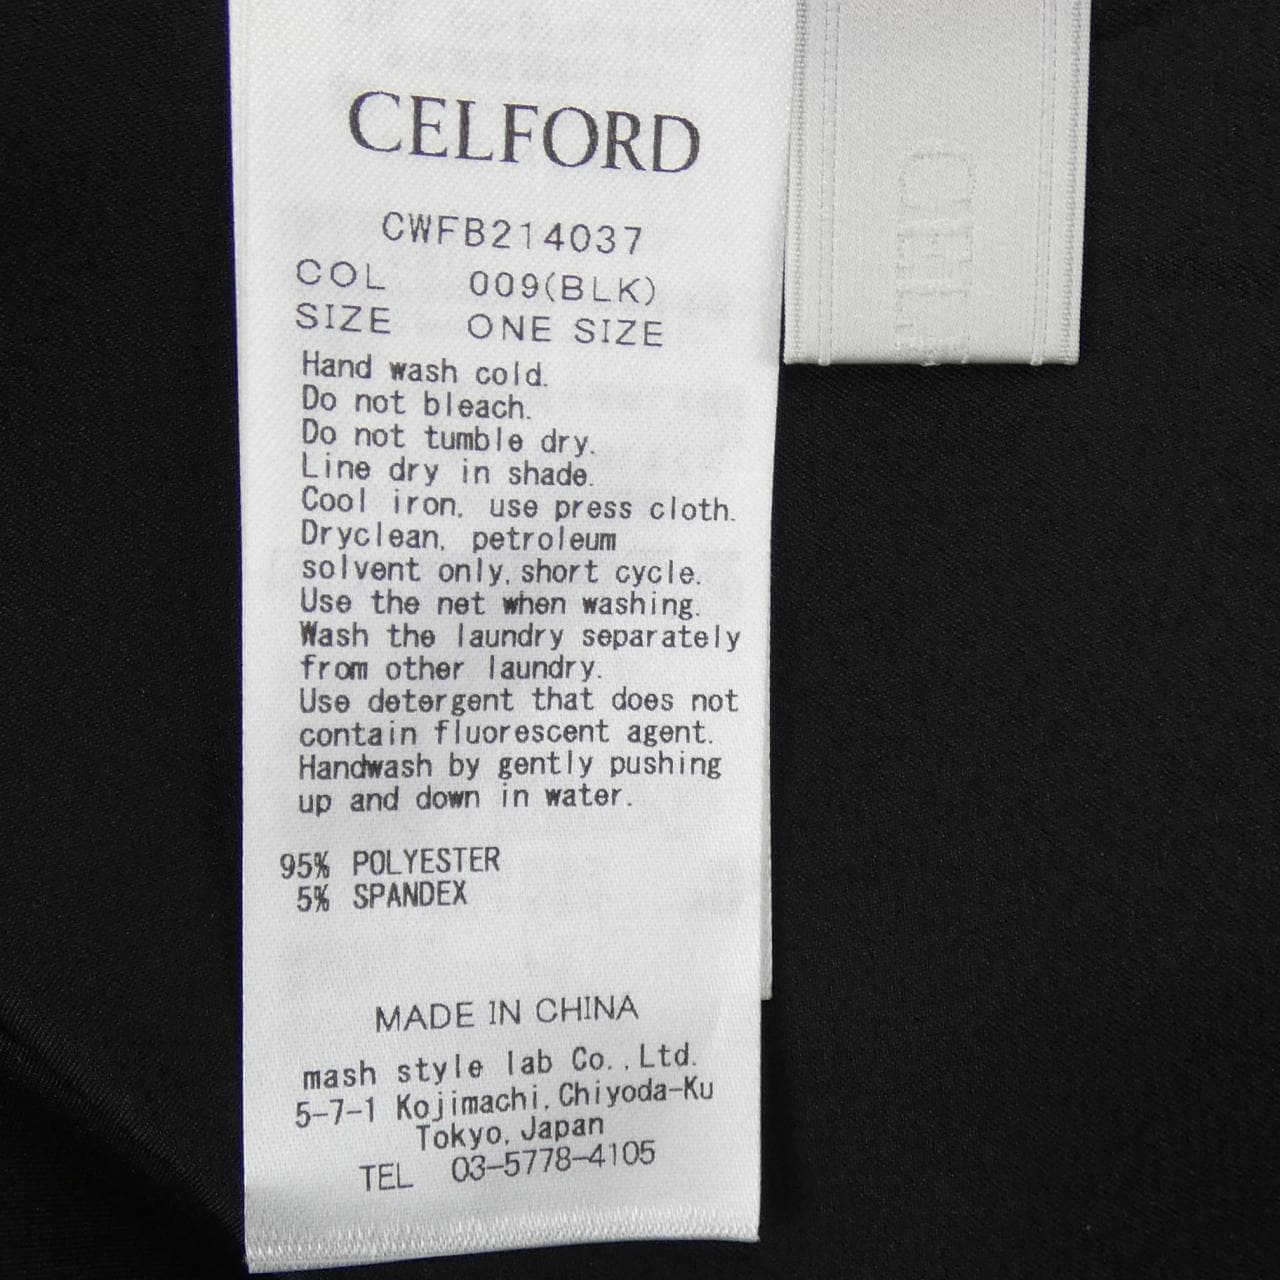 CELFORD
CWFB214037
COL 009(BLK)
SIZE ONE SIZE
Hand wash cold.
Do not bleach.
Do not tumble dry.
Line dry in shade.
Cool iron, use press cloth.
Dryclean, petroleum
solvent only, short cycle.
Use the net when washing.
Wash the laundry separately
from other laundry.
Use detergent that does not
contain fluorescent agent.
Handwash by gently pushing
up and down in water.
95% POLYESTER
5% SPANDEX
MADE IN CHINA
mash style lab Co.,Ltd.
5-7-1 Kojimachi, Chiyoda-Ku
Tokyo, Japan
TEL 03-5778-4105